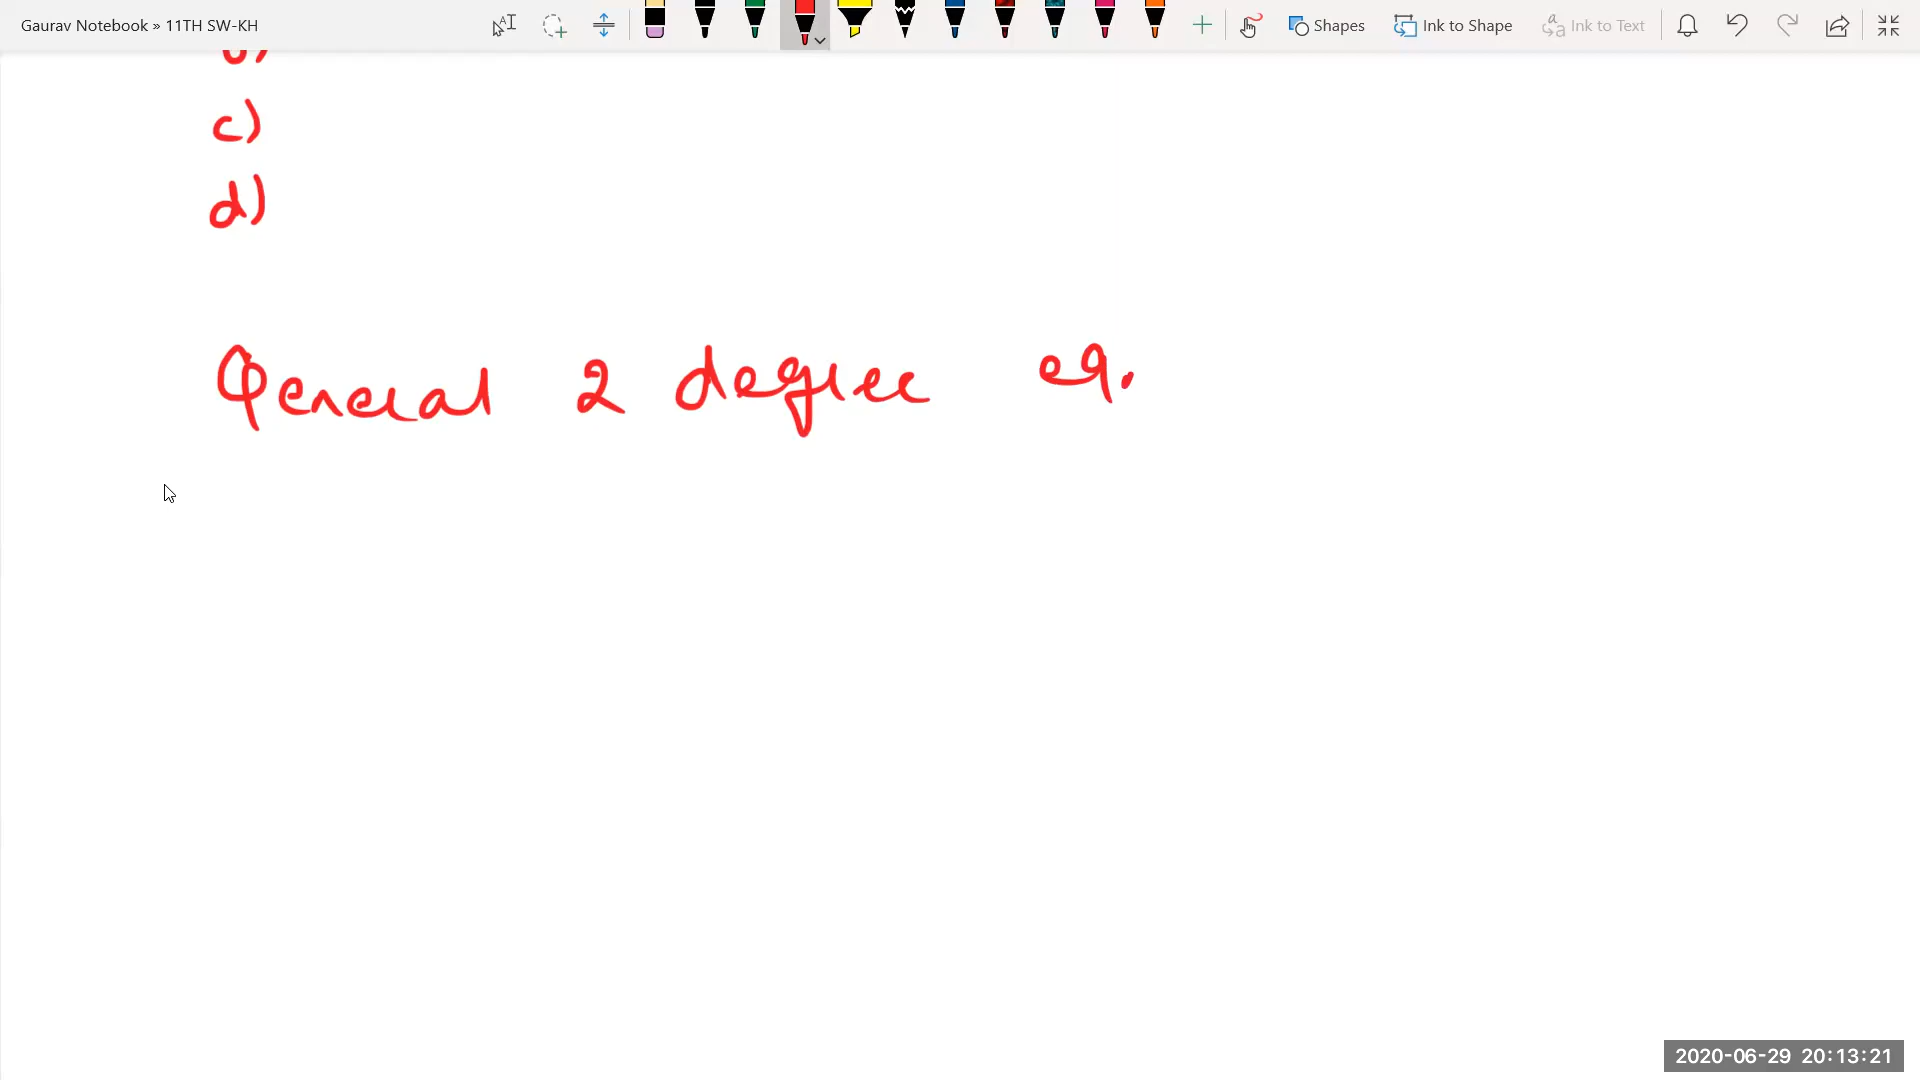 Gaurav Notebook » 11TH SW-KH
Shapes
Ink to Shape
Ink to Text
b)
c)
d)
General 2 degree eq.
2020-06-29 20:13:21